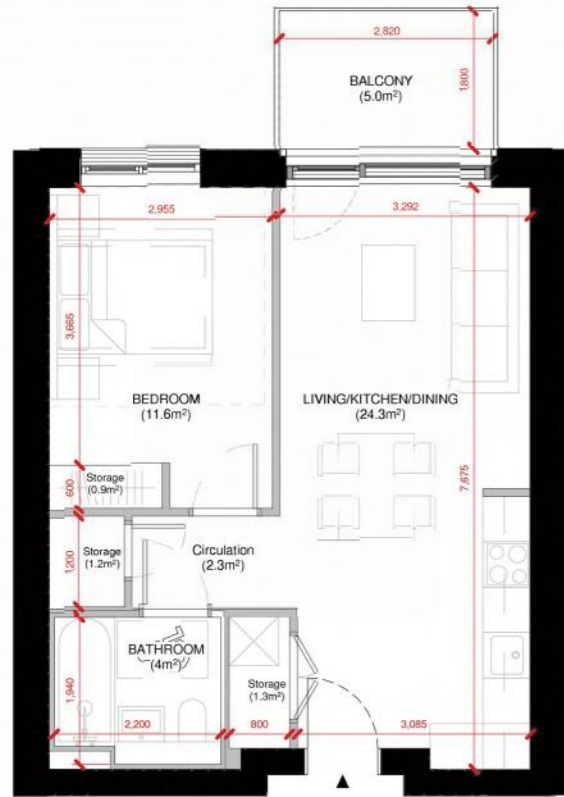 2,820
BALCONY
(5.0m²)
1,800
2,955
3,292
3,665
BEDROOM
(11.6m²)
LIVING/KITCHEN/DINING
(24.3m²)
7,675
Storage
(0.9m²)
600
Storage
(1.2m²)
1,200
Circulation
(2.3m²)
BATHROOM
(4m²)
Storage
(1.3m²)
1,940
2,200
800
3,085